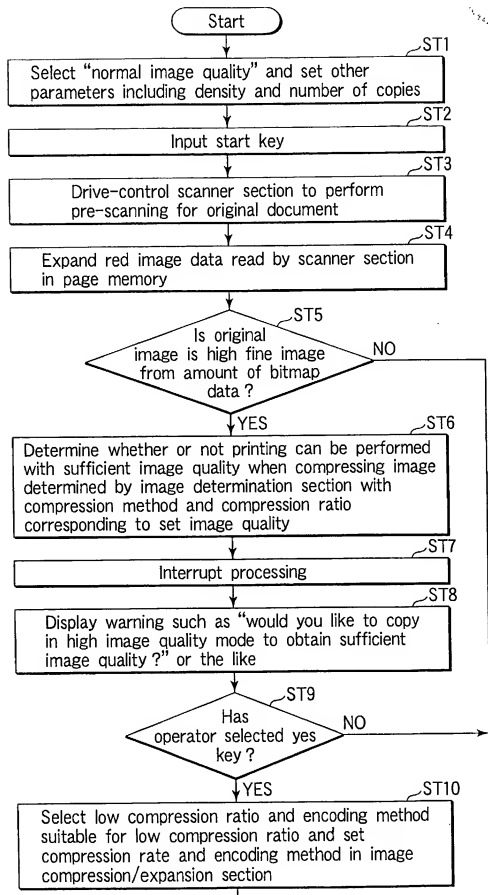 Start
ST1
Select “normal image quality” and set other
parameters including density and number of copies
ST2
Input start key
ST3
Drive-control scanner section to perform
pre-scanning for original document
ST4
Expand red image data read by scanner section
in page memory
ST5
Is original
image is high fine image
from amount of bitmap
data ?
NO
YES
ST6
Determine whether or not printing can be performed
with sufficient image quality when compressing image
determined by image determination section with
compression method and compression ratio
corresponding to set image quality
ST7
Interrupt processing
ST8
Display warning such as “would you like to copy
in high image quality mode to obtain sufficient
image quality ?” or the like
ST9
Has
operator selected yes
key ?
NO
YES
ST10
Select low compression ratio and encoding method
suitable for low compression ratio and set
compression rate and encoding method in image
compression/expansion section